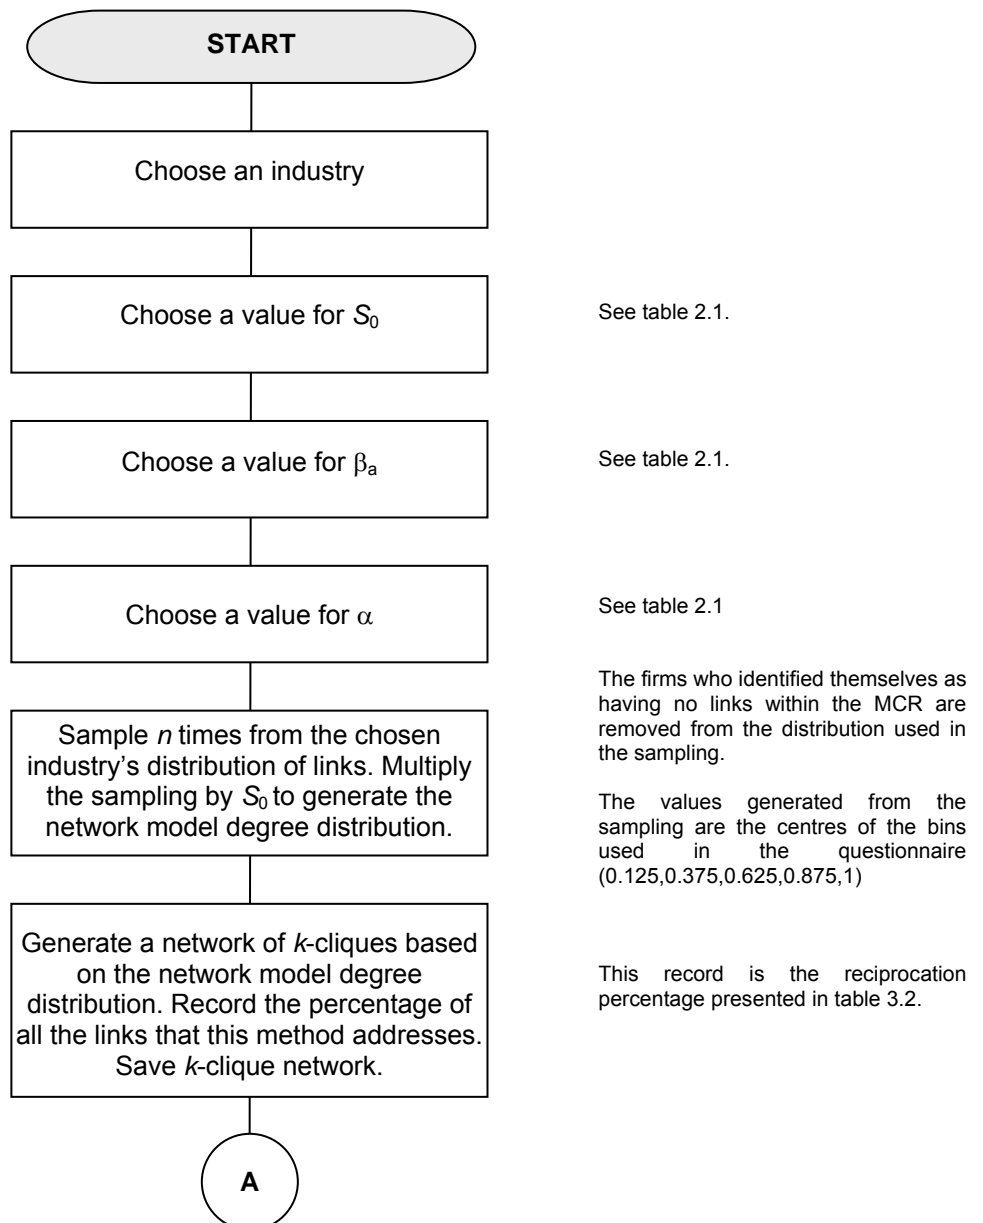 START
Choose an industry
Choose a value for S0
See table 2.1.
Choose a value for βa
See table 2.1.
Choose a value for α
See table 2.1
Sample n times from the chosen
industry’s distribution of links. Multiply
the sampling by S0 to generate the
network model degree distribution.
The firms who identified themselves as
having no links within the MCR are
removed from the distribution used in
the sampling.
The values generated from the
sampling are the centres of the bins
used in the questionnaire
(0.125,0.375,0.625,0.875,1)
Generate a network of k-cliques based
on the network model degree
distribution. Record the percentage of
all the links that this method addresses.
Save k-clique network.
This record is the reciprocation
percentage presented in table 3.2.
A